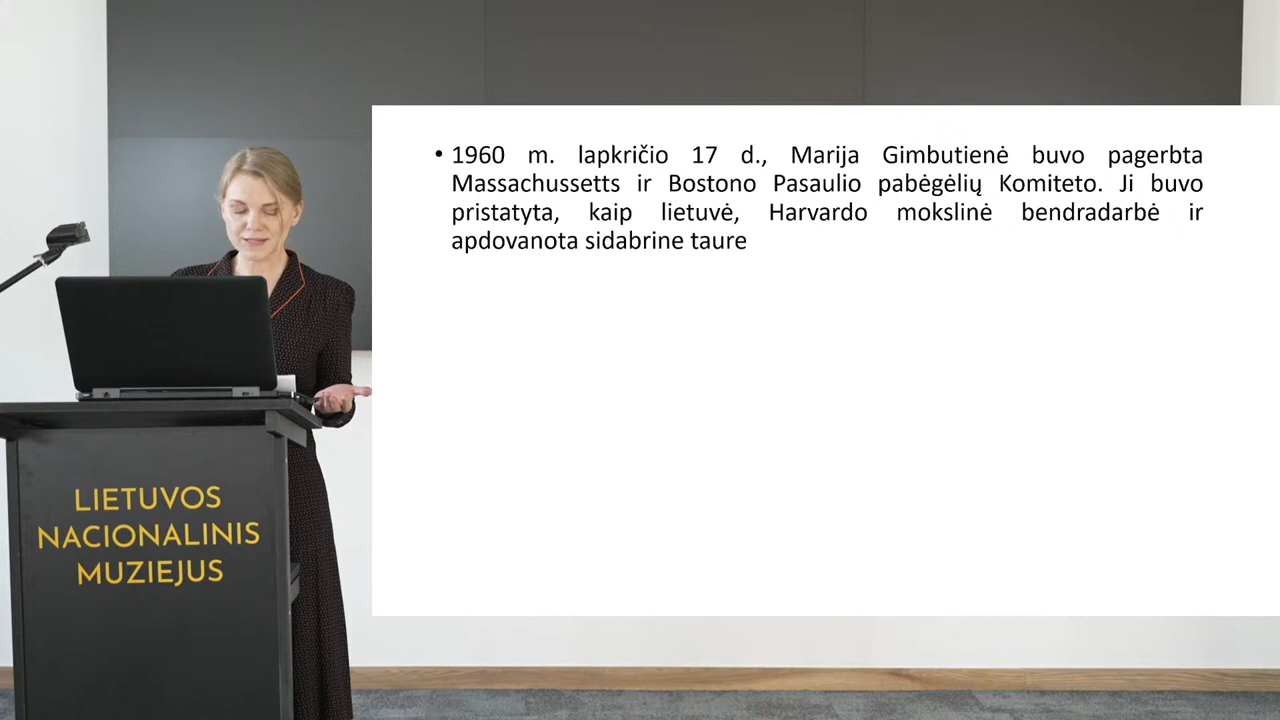 • 1960 m. lapkričio 17 d., Marija Gimbutienė buvo pagerbta
Massachussetts ir Bostono Pasaulio pabėgėlių Komiteto. Ji buvo
pristatyta, kaip lietuvė, Harvardo mokslinė bendradarbė ir
apdovanota sidabrine taure
LIETUVOS
NACIONALINIS
MUZIEJUS